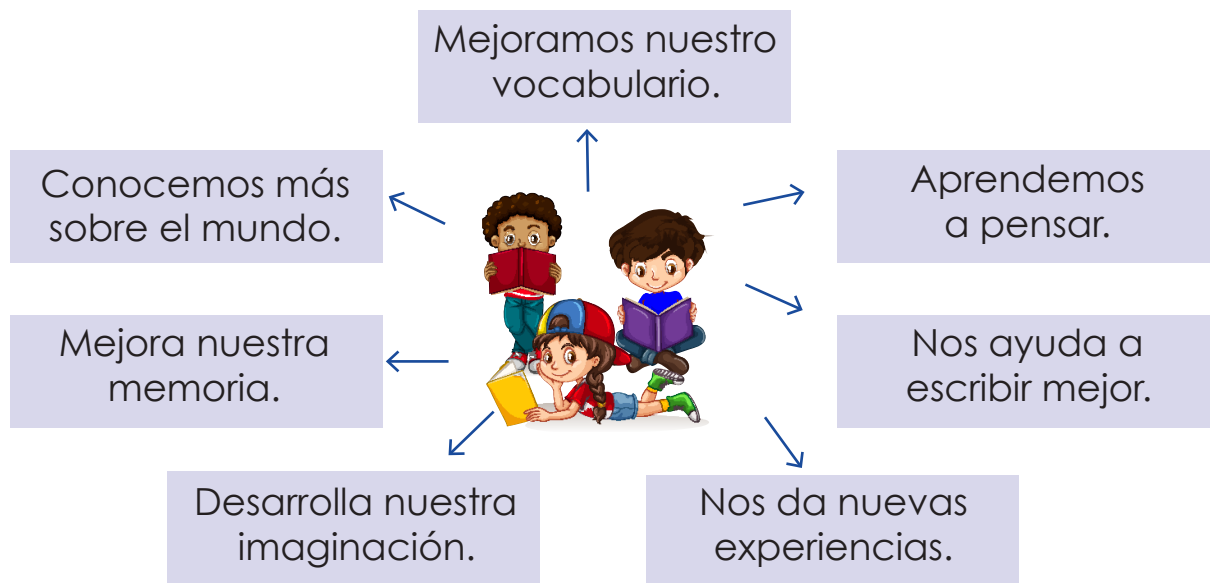 Mejoramos nuestro
vocabulario.
Conocemos más
sobre el mundo.
Aprendemos
a pensar.
Mejora nuestra
memoria.
Nos ayuda a
escribir mejor.
Desarrolla nuestra
imaginación.
Nos da nuevas
experiencias.